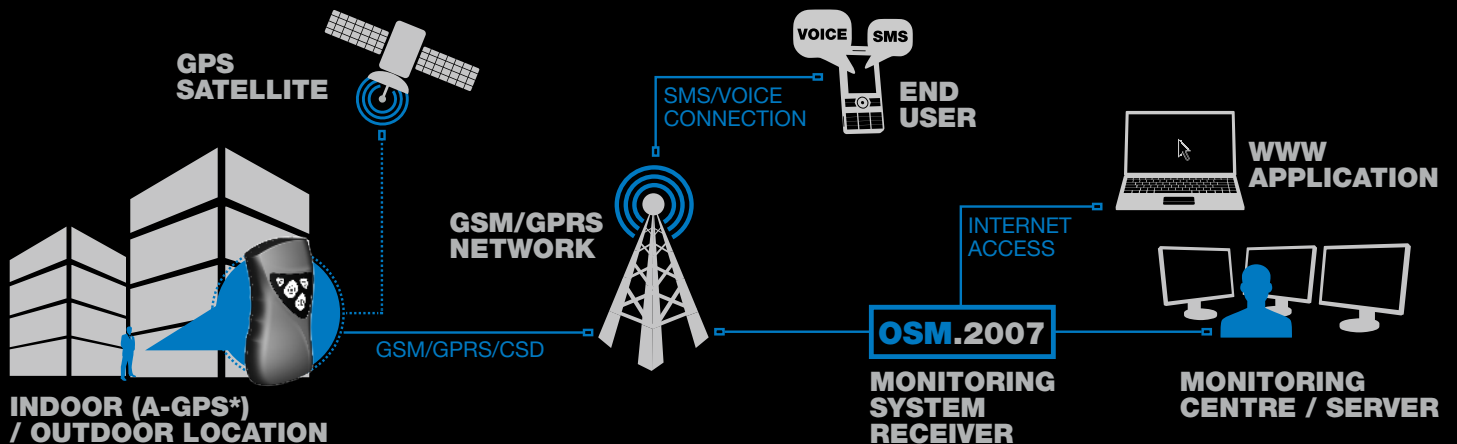 GPS
SATELLITE
VOICE
SMS
SMS/VOICE
CONNECTION
END
USER
WWW
APPLICATION
GSM/GPRS
NETWORK
INTERNET
ACCESS
GSM/GPRS/CSD
OSM.2007
INDOOR (A-GPS*)
/ OUTDOOR LOCATION
MONITORING
SYSTEM
RECEIVER
MONITORING
CENTRE / SERVER